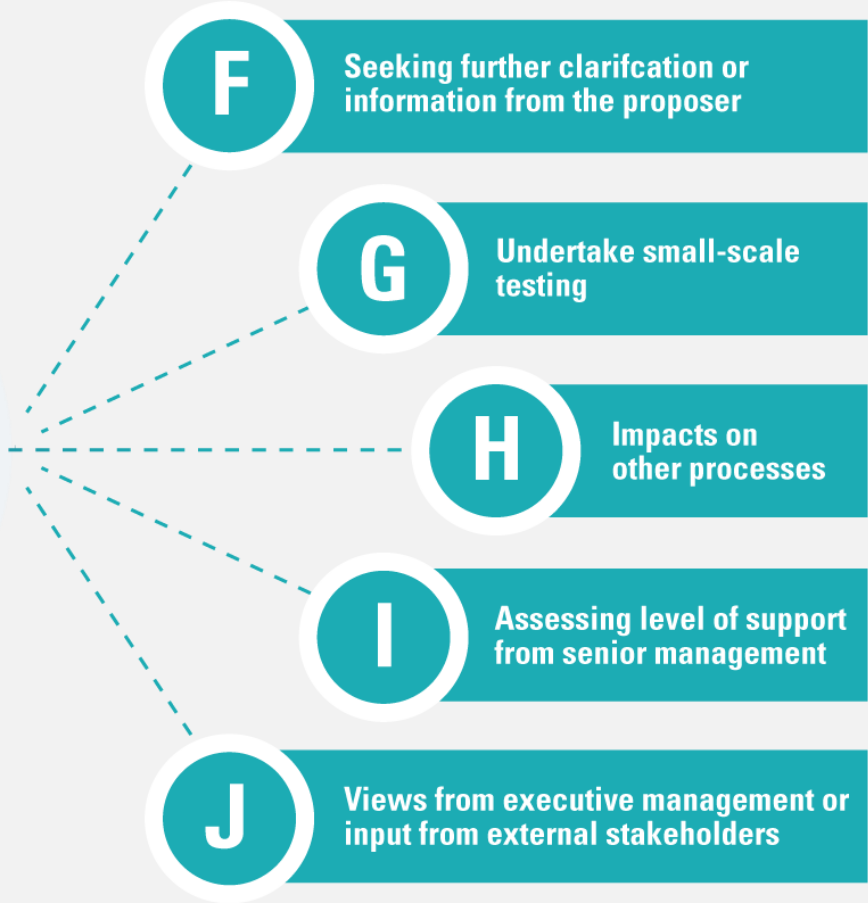 F
Seeking further clarifcation or
information from the proposer
G
Undertake small-scale
testing
H
Impacts on
other processes
I
Assessing level of support
from senior management
J
Views from executive management or
input from external stakeholders